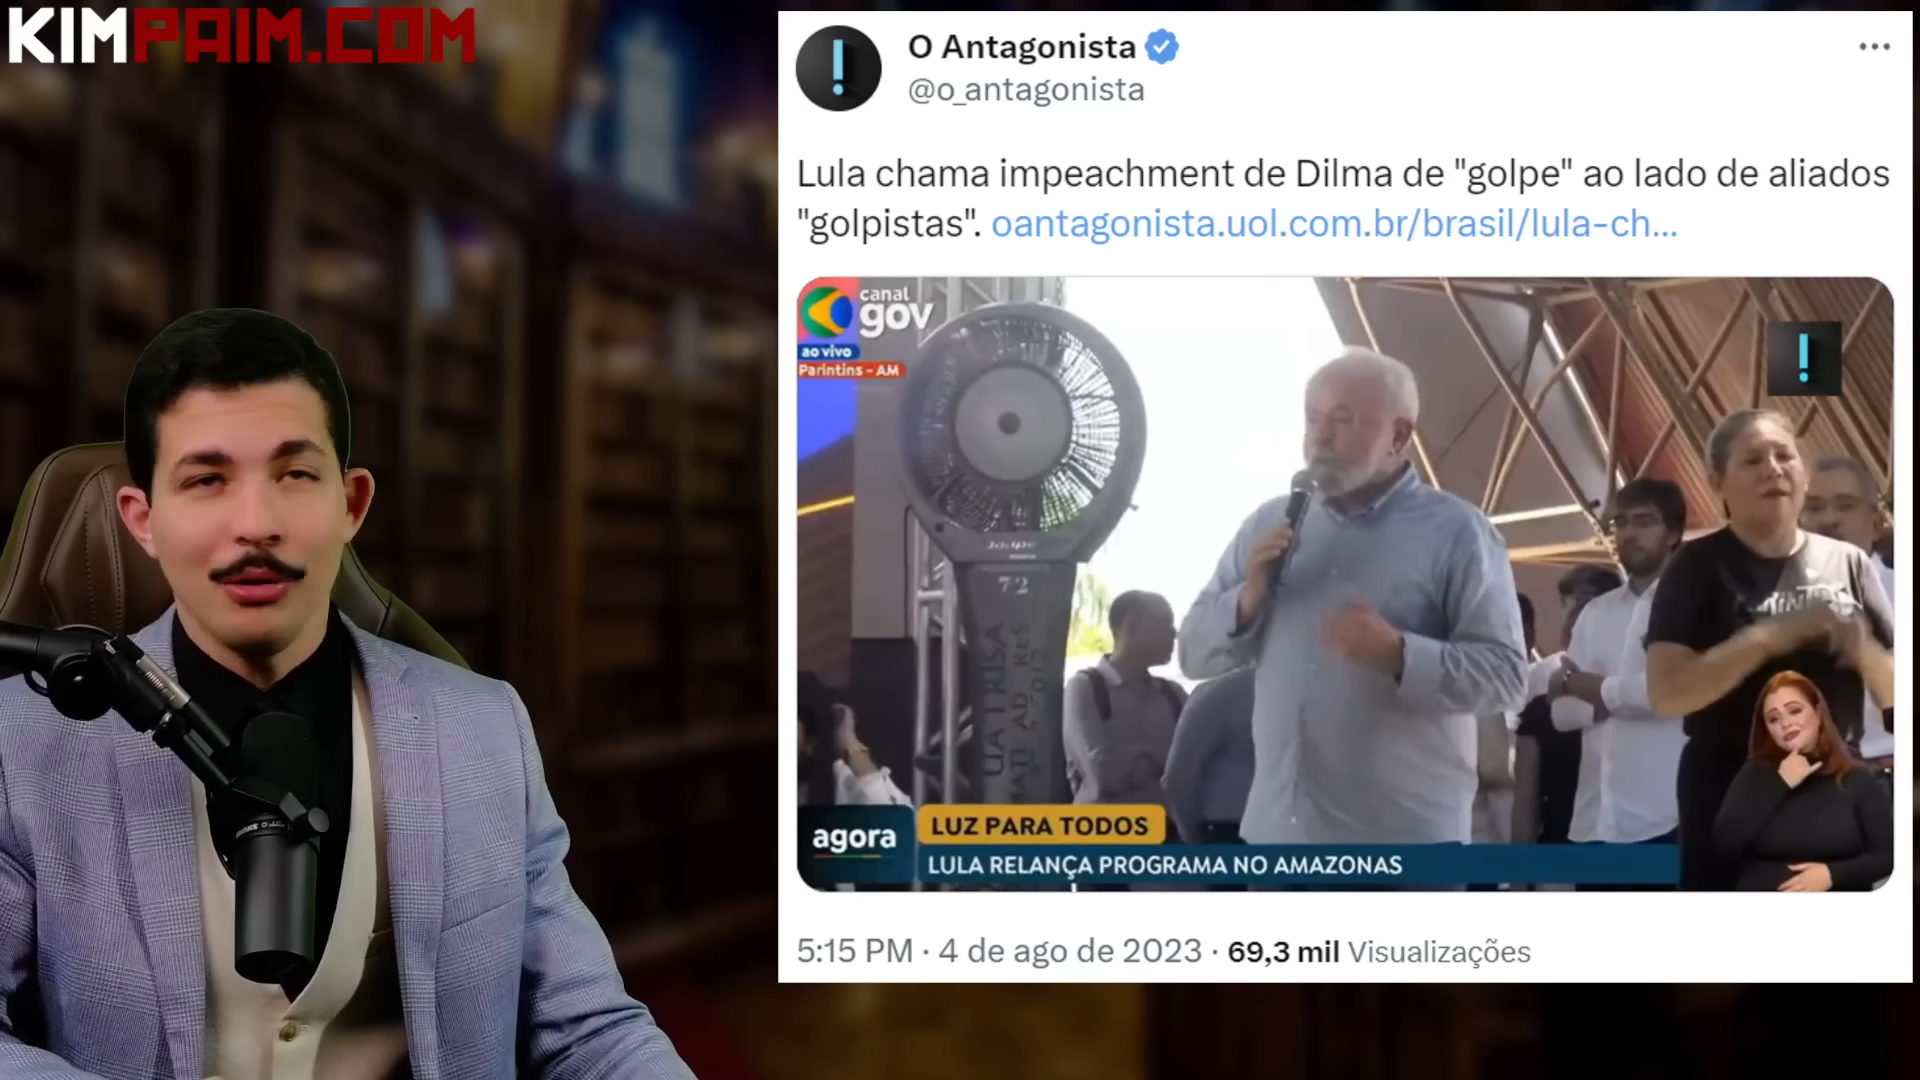 KIMPAIM.COM
O Antagonista
@o_antagonista
Lula chama impeachment de Dilma de "golpe" ao lado de aliados
"golpistas". oantagonista.uol.com.br/brasil/lula-ch...
canal
gov
ao vivo
Parintins - AM
72
agora
LUZ PARA TODOS
LULA RELANÇA PROGRAMA NO AMAZONAS
5:15 PM · 4 de ago de 2023 · 69,3 mil Visualizações